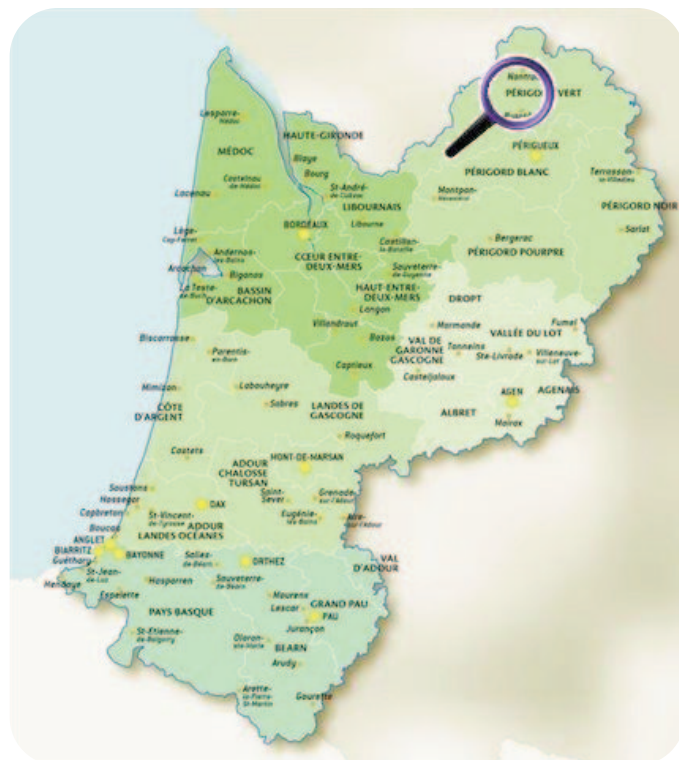 Nontro
PÉRIGO VERT
PÉRIGUEUX
PÉRIGORD BLANC
Lesparre-
Médoc
HAUTE-GIRONDE
MÉDOC
Blaye
Bourg
Castelnau
de-Médoc
St-André-
de-Cubzac
Lacanau
LIBOURNAIS
Libourne
Montpon-
Ménestérol
Terrasson-
la-Villedieu
PÉRIGORD NOIR
Sarlat
BORDEAUX
Lège-
Cap-Ferret
Castillon-
la-Bataille
Bergerac
PÉRIGORD POURPRE
Andernos-
les-Bains
CŒUR ENTRE-
DEUX-MERS
Sauveterre-
de-Guyenne
Arcachon
Biganos
La Teste-
de-Buch
BASSIN
D'ARCACHON
HAUT-ENTRE-
DEUX-MERS
Langon
DROPT
Villandraut
Marmande
VALLÉE DU LOT
Fumel
Biscarrosse
Bazas
VAL DE
GARONNE
GASCOGNE
Tonneins
Ste-Livrade
Villeneuve-
sur-Lot
Parentis-
en-Born
Captieux
Casteljaloux
Mimizan
Labouheyre
Sabres
AGEN
AGENAIS
CÔTE
D'ARGENT
LANDES DE
GASCOGNE
ALBRET
Moirax
Roquefort
Castets
MONT-DE-MARSAN
ADOUR
CHALOSSE
TURSAN
Soustons
Hossegor
Capbreton
Saint-
Sever
Grenade-
sur-l'Adour
DAX
St-Vincent-
de-Tyrosse
Eugénie-
les-Bains
Aire-
sur-l'Adour
Boucau
ADOUR
LANDES OCÉANES
ANGLET
BIARRITZ
BAYONNE
Guéthary
Salies-
de-Béarn
ORTHEZ
VAL
D'ADOUR
St-Jean-
de-Luz
Hendaye
Hasparren
Sauveterre-
de-Béarn
Espelette
Mourenx
PAYS BASQUE
Lescar
GRAND PAU
PAU
Jurançon
St-Etienne-
de-Baïgorry
Oloron-
Ste-Marie
BEARN
Arudy
Arette-
la-Pierre-
St-Martin
Gourette